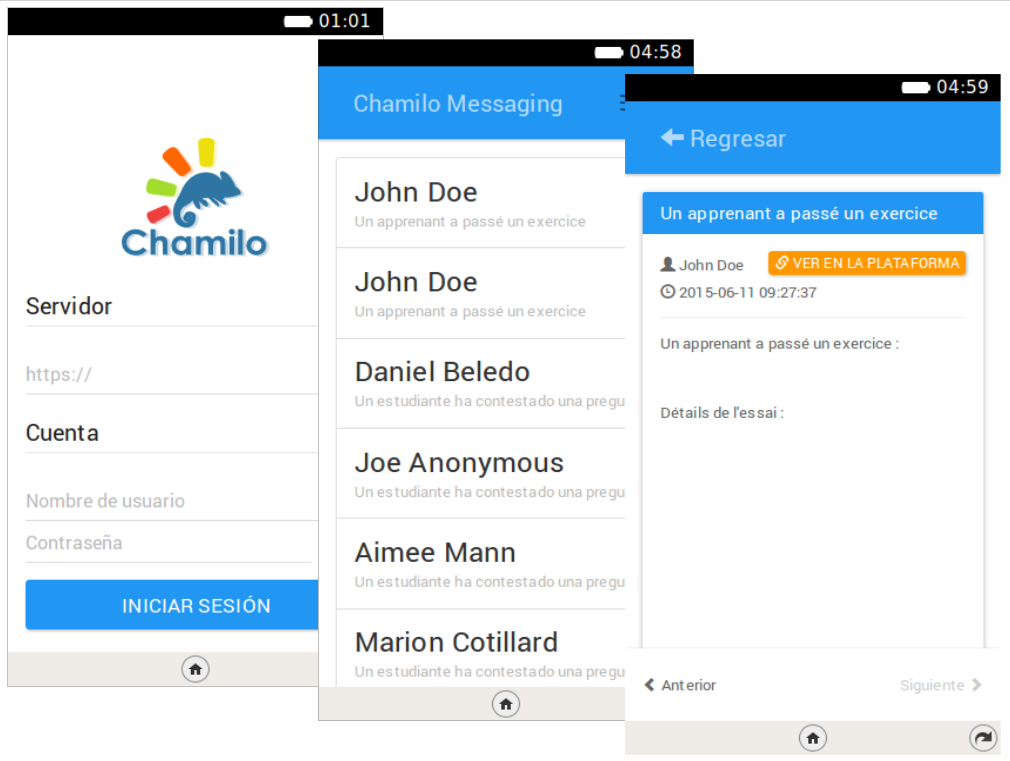 01:01
Chamilo
Servidor
https://
Cuenta
Nombre de usuario
Contraseña
INICIAR SESIÓN
04:58
Chamilo Messaging
John Doe
Un apprenant a passé un exercice
John Doe
Un apprenant a passé un exercice
Daniel Beledo
Un estudiante ha contestado una pregu
Joe Anonymous
Un estudiante ha contestado una pregu
Aimee Mann
Un estudiante ha contestado una pregu
Marion Cotillard
Un estudiante ha contestado una pregu
04:59
Regresar
Un apprenant a passé un exercice
John Doe
VER EN LA PLATAFORMA
2015-06-11 09:27:37
Un apprenant a passé un exercice :
Détails de l'essai :
Anterior
Siguiente